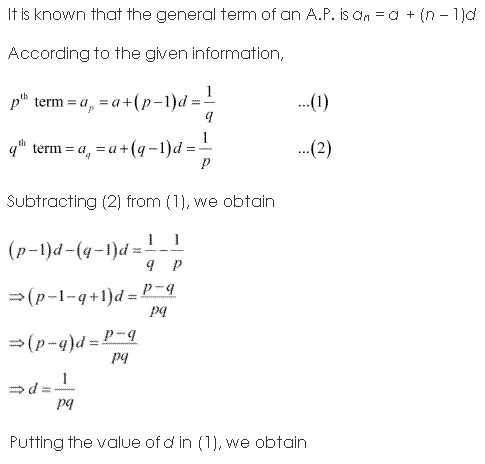 It is known that the general term of an A.P. is aₙ = a + (n – 1)d
According to the given information,
pᵗʰ term = aₚ = a + (p−1)d = 1/q ...(1)
qᵗʰ term = a_q = a + (q−1)d = 1/p ...(2)
Subtracting (2) from (1), we obtain
(p−1)d − (q−1)d = 1/q − 1/p
⇒ (p−1−q+1)d = (p−q)/pq
⇒ (p−q)d = (p−q)/pq
⇒ d = 1/pq
Putting the value of d in (1), we obtain